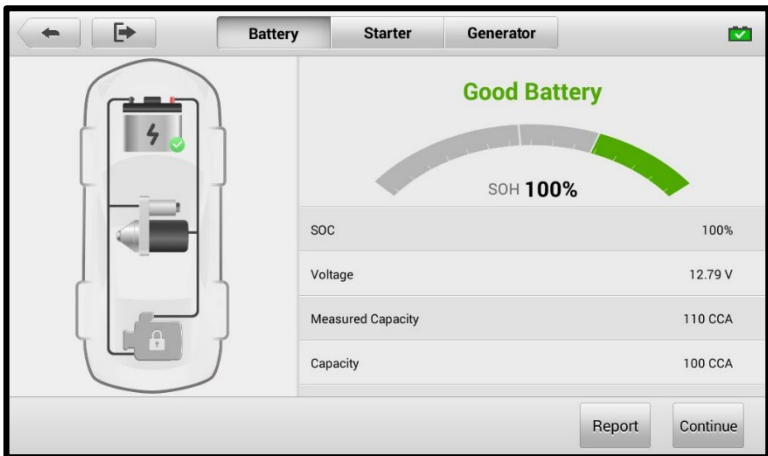 Battery Starter Generator
Good Battery
SOH 100%
SOC 100%
Voltage 12.79 V
Measured Capacity 110 CCA
Capacity 100 CCA
Report Continue